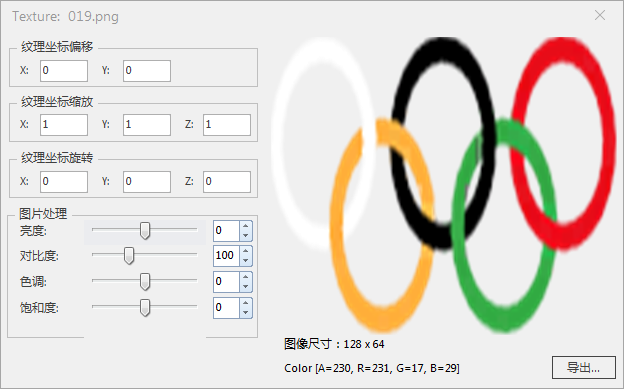 Texture: 019.png
纹理坐标偏移
X: 0 Y: 0
纹理坐标缩放
X: 1 Y: 1 Z: 1
纹理坐标旋转
X: 0 Y: 0 Z: 0
图片处理
亮度: 0
对比度: 100
色调: 0
饱和度: 0
图像尺寸：128 x 64
Color [A=230, R=231, G=17, B=29]
导出...